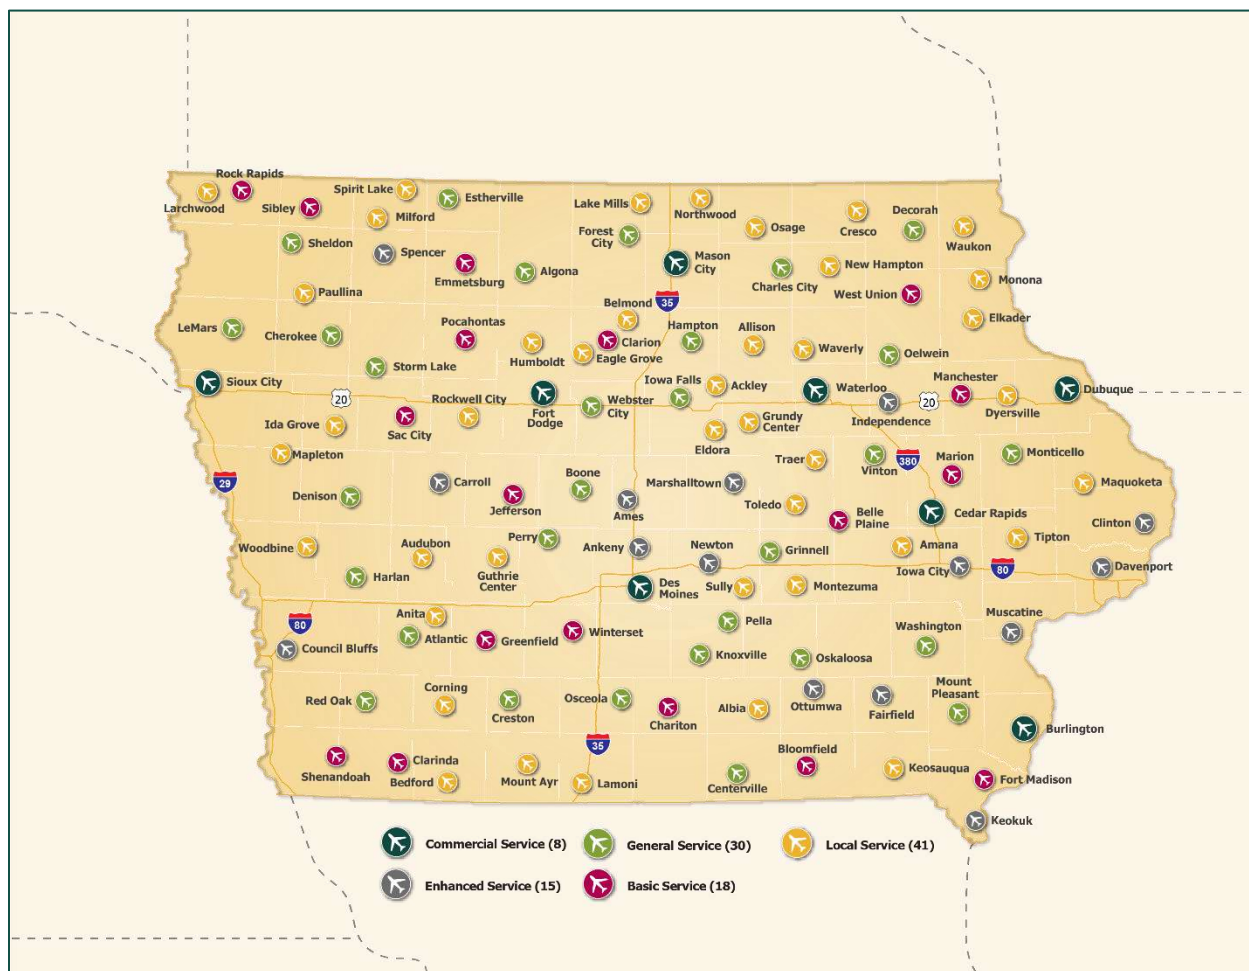 Rock Rapids
Larchwood
Sibley
Spirit Lake
Milford
Estherville
Lake Mills
Northwood
Forest
City
Osage
Cresco
Decorah
Waukon
Sheldon
Spencer
Emmetsburg
Algona
Mason
City
Charles City
New Hampton
West Union
Monona
Paullina
35
Belmond
Elkader
LeMars
Cherokee
Pocahontas
Humboldt
Clarion
Eagle Grove
Hampton
Allison
Waverly
Oelwein
Storm Lake
Sioux City
20
Rockwell City
Fort
Dodge
Webster
City
Iowa Falls
Ackley
Waterloo
Independence
20
Manchester
Dyersville
Dubuque
Ida Grove
Sac City
Eldora
Grundy
Center
Mapleton
Traer
Vinton
380
Marion
Monticello
29
Denison
Carroll
Jefferson
Boone
Ames
Marshalltown
Toledo
Belle
Plaine
Cedar Rapids
Maquoketa
Clinton
Woodbine
Audubon
Perry
Guthrie
Center
Ankeny
Newton
Grinnell
Amana
Tipton
Iowa City
80
Davenport
Harlan
Des
Moines
Sully
Montezuma
80
Anita
Atlantic
Greenfield
Winterset
Pella
Muscatine
Washington
Council Bluffs
Knoxville
Oskaloosa
Red Oak
Corning
Creston
Osceola
Chariton
Albia
Ottumwa
Fairfield
Mount
Pleasant
Burlington
35
Shenandoah
Clarinda
Bedford
Mount Ayr
Lamoni
Centerville
Bloomfield
Keosauqua
Fort Madison
Keokuk
Commercial Service (8)
General Service (30)
Local Service (41)
Enhanced Service (15)
Basic Service (18)